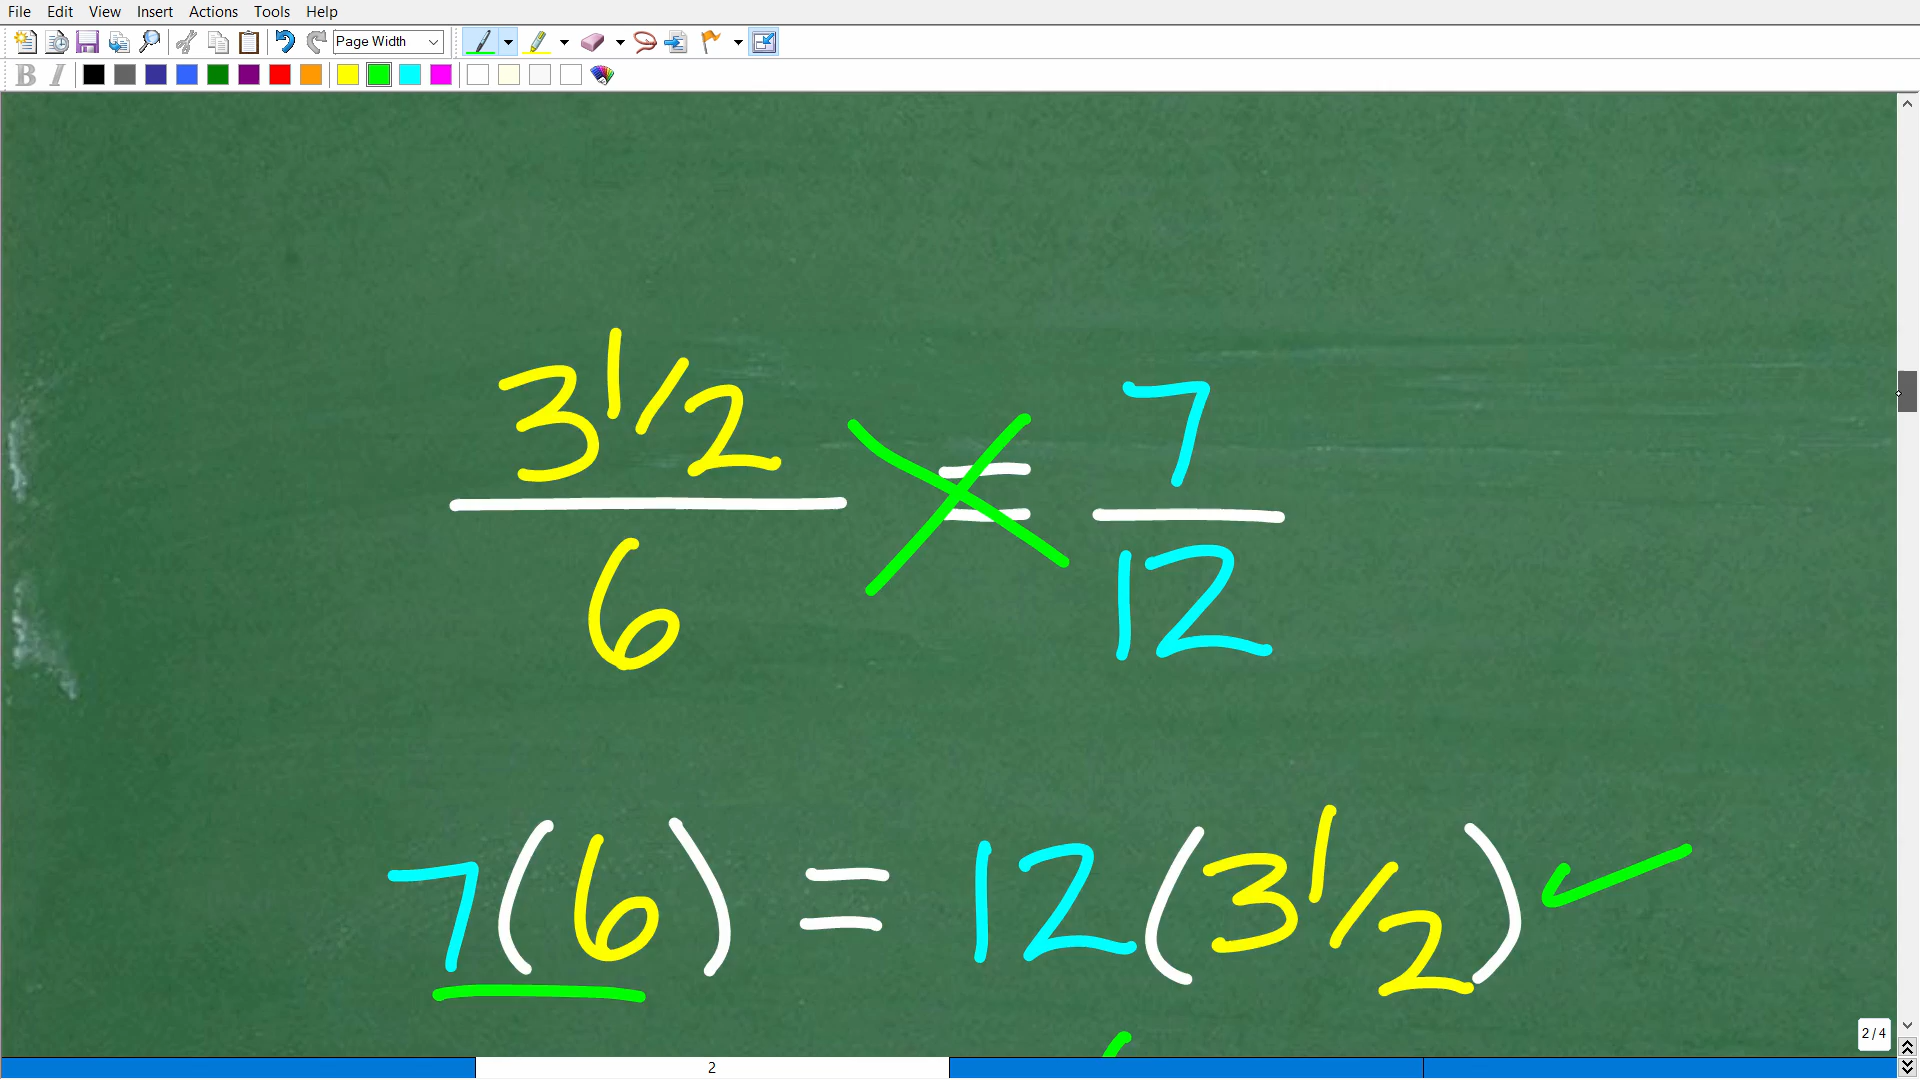 File Edit View Insert Actions Tools Help
Page Width
B I
3 1/2 / 6 = 7 / 12
7(6) = 12(3 1/2) ✓
2 / 4
2